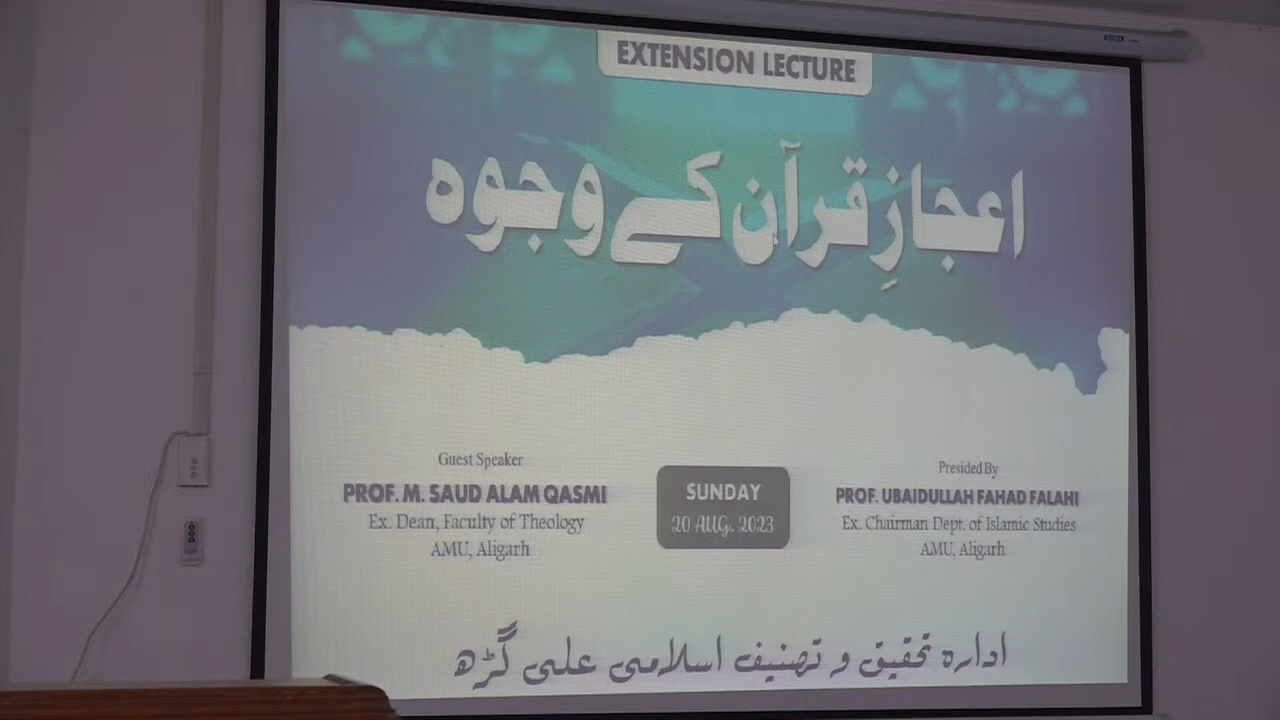 EXTENSION LECTURE
اعجازِ قرآن کے وجوہ
Guest Speaker
PROF. M. SAUD ALAM QASMI
Ex. Dean, Faculty of Theology
AMU, Aligarh
SUNDAY
20 AUG. 2023
Presided By
PROF. UBAIDULLAH FAHAD FALAHI
Ex. Chairman Dept. of Islamic Studies
AMU, Aligarh
ادارہ تحقیق و تصنیف اسلامی علی گڑھ